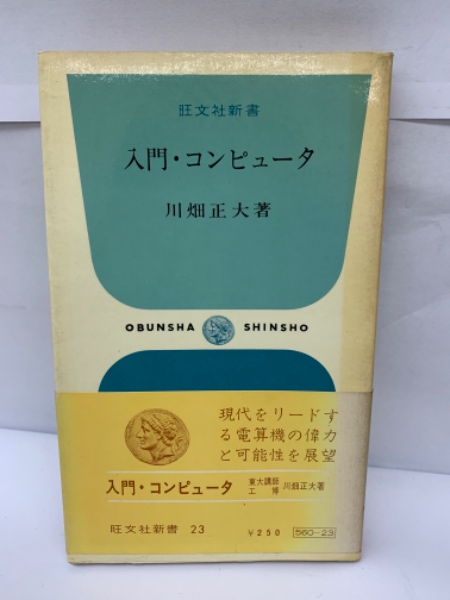 旺文社新書
入門・コンピュータ
川畑正大著
OBUNSHA SHINSHO
現代をリードす
る電算機の偉力
と可能性を展望
入門・コンピュータ 東大講師 工博 川畑正大著
旺文社新書 23 ¥250 560-23